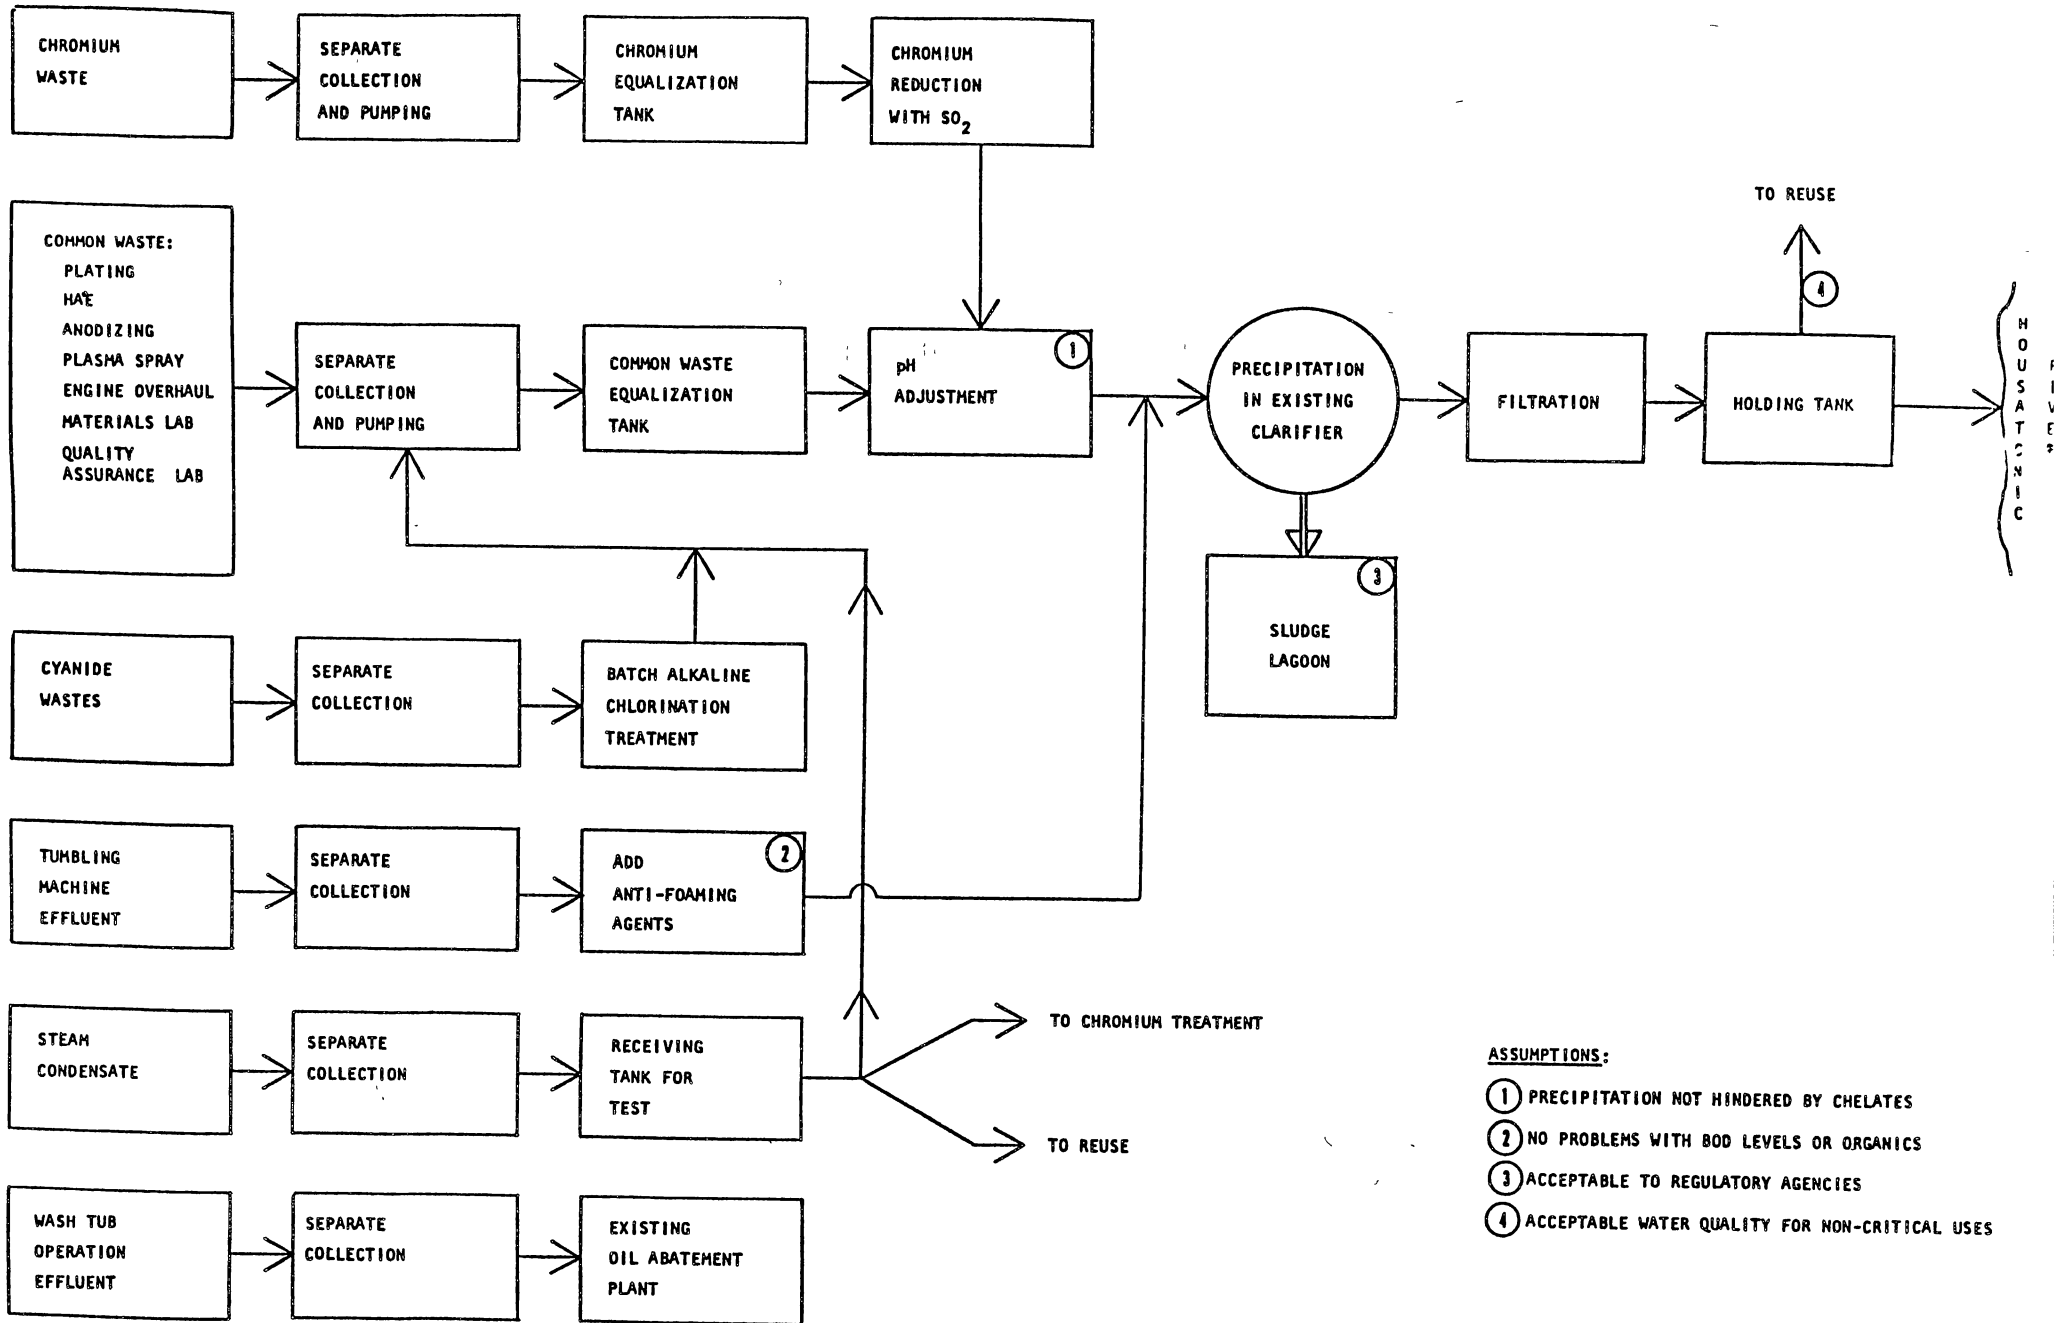 CHROMIUM
WASTE
SEPARATE
COLLECTION
AND PUMPING
CHROMIUM
EQUALIZATION
TANK
CHROMIUM
REDUCTION
WITH SO2
COMMON WASTE:
PLATING
HAE
ANODIZING
PLASMA SPRAY
ENGINE OVERHAUL
MATERIALS LAB
QUALITY
ASSURANCE LAB
SEPARATE
COLLECTION
AND PUMPING
COMMON WASTE
EQUALIZATION
TANK
pH
ADJUSTMENT
1
PRECIPITATION
IN EXISTING
CLARIFIER
FILTRATION
HOLDING TANK
TO REUSE
4
HOUSATONIC
SLUDGE
LAGOON
3
CYANIDE
WASTES
SEPARATE
COLLECTION
BATCH ALKALINE
CHLORINATION
TREATMENT
TUMBLING
MACHINE
EFFLUENT
SEPARATE
COLLECTION
ADD
ANTI-FOAMING
AGENTS
2
STEAM
CONDENSATE
SEPARATE
COLLECTION
RECEIVING
TANK FOR
TEST
TO CHROMIUM TREATMENT
TO REUSE
WASH TUB
OPERATION
EFFLUENT
SEPARATE
COLLECTION
EXISTING
OIL ABATEMENT
PLANT
ASSUMPTIONS:
1 PRECIPITATION NOT HINDERED BY CHELATES
2 NO PROBLEMS WITH BOD LEVELS OR ORGANICS
3 ACCEPTABLE TO REGULATORY AGENCIES
4 ACCEPTABLE WATER QUALITY FOR NON-CRITICAL USES